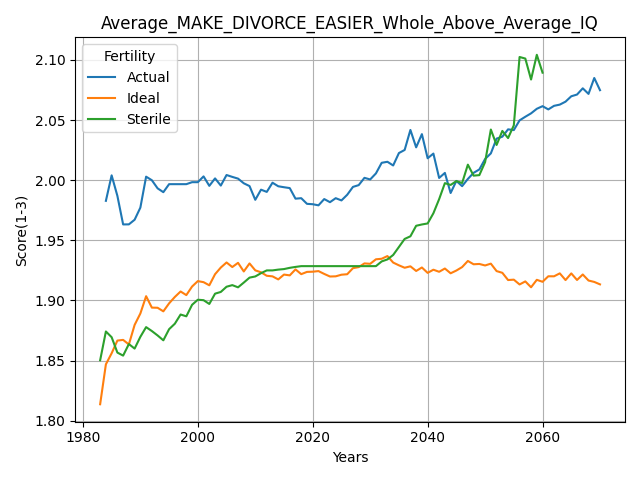 Average_MAKE_DIVORCE_EASIER_Whole_Above_Average_IQ
Fertility
Actual
Ideal
Sterile
Score(1-3)
2.10
2.05
2.00
1.95
1.90
1.85
1.80
1980 2000 2020 2040 2060
Years